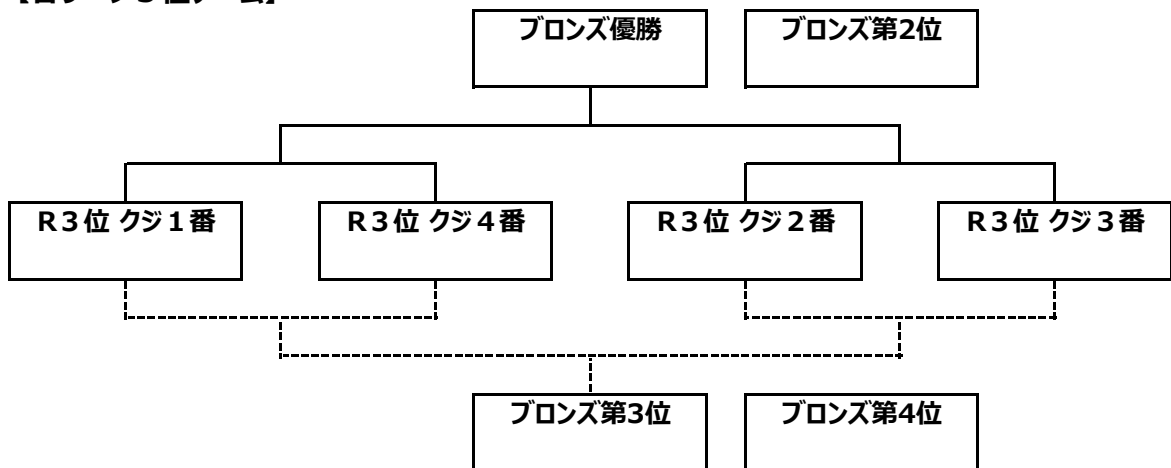 ブロンズ優勝 ブロンズ第2位
R３位 クジ１番 R３位 クジ４番 R３位 クジ２番 R３位 クジ３番
ブロンズ第3位 ブロンズ第4位